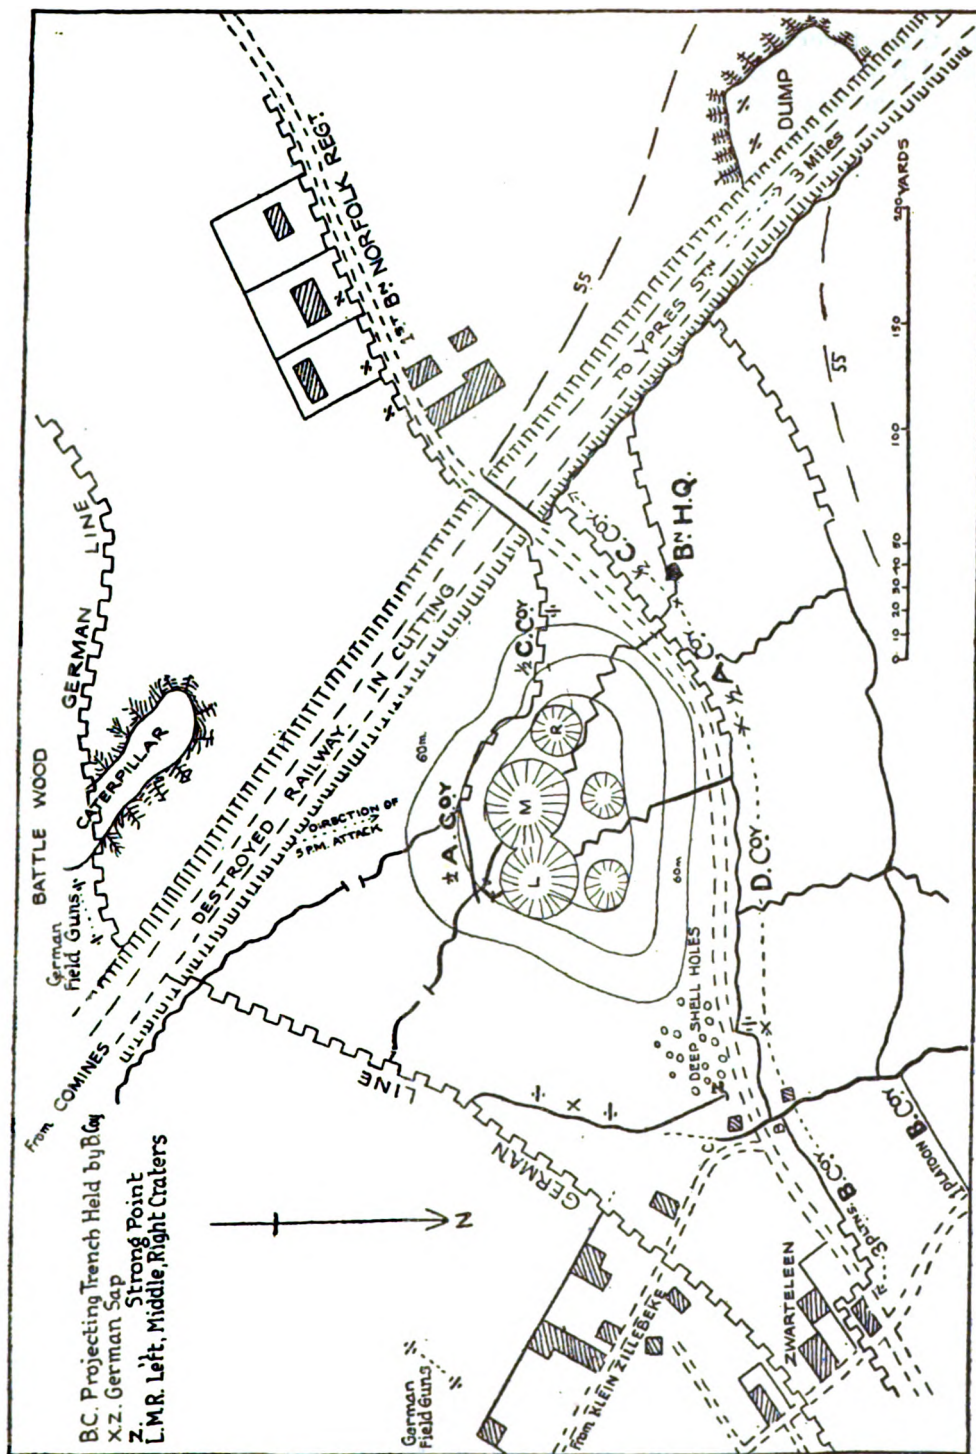 B.C. Projecting Trench Held by B.Coy
X.Z. German Sap
Z. " Strong Point
L.M.R. Left, Middle, Right Craters
N
From COMINES
DESTROYED RAILWAY IN CUTTING
TO YPRES STN
3 Miles
BATTLE WOOD
German
Field Guns
CATERPILLAR
GERMAN LINE
DIRECTION OF
5 P.M. ATTACK
1ST BN NORFOLK REGT.
55
DUMP
60m
½ A. COY
½ C. COY
L
M
R
60m
½ C. COY
BN H.Q.
½ A. COY
D. COY
DEEP SHELL HOLES
X
Z
C
B
GERMAN LINE
German
Field Guns
From KLEIN ZILLEBEKE
ZWARTELEEN
3 PLTNS. B. COY
1 PLATOON B. COY
55
0 10 20 30 40 50 100 150 200 YARDS